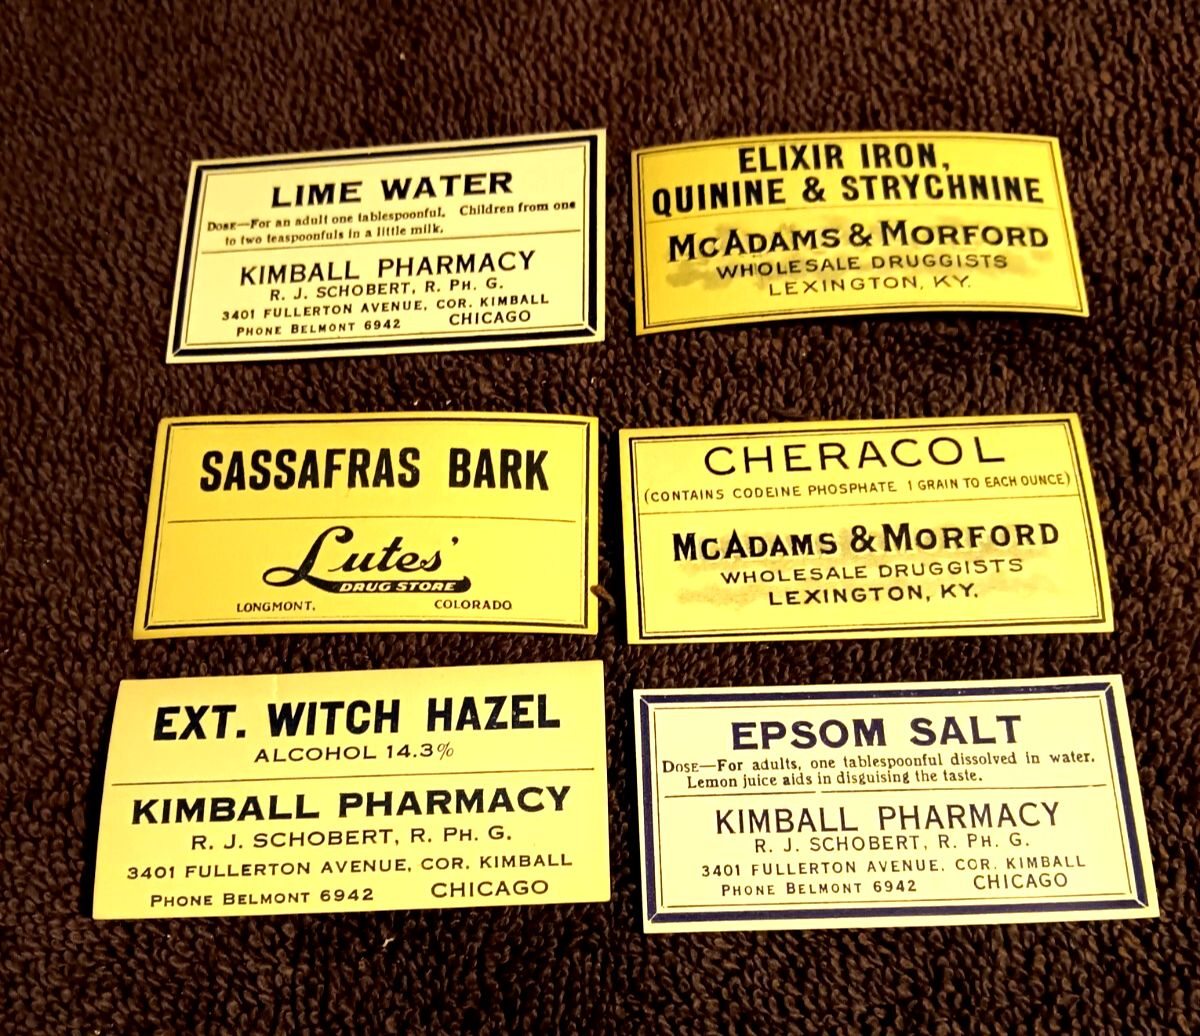 LIME WATER
DOSE—For an adult one tablespoonful. Children from one
to two teaspoonfuls in a little milk.
KIMBALL PHARMACY
R. J. SCHOBERT, R. PH. G.
3401 FULLERTON AVENUE, COR. KIMBALL
PHONE BELMONT 6942 CHICAGO
ELIXIR IRON,
QUININE & STRYCHNINE
MCADAMS & MORFORD
WHOLESALE DRUGGISTS
LEXINGTON, KY.
SASSAFRAS BARK
Lutes'
DRUG STORE
LONGMONT, COLORADO
CHERACOL
(CONTAINS CODEINE PHOSPHATE 1 GRAIN TO EACH OUNCE)
MCADAMS & MORFORD
WHOLESALE DRUGGISTS
LEXINGTON, KY.
EXT. WITCH HAZEL
ALCOHOL 14.3%
KIMBALL PHARMACY
R. J. SCHOBERT, R. PH. G.
3401 FULLERTON AVENUE, COR. KIMBALL
PHONE BELMONT 6942 CHICAGO
EPSOM SALT
DOSE—For adults, one tablespoonful dissolved in water.
Lemon juice aids in disguising the taste.
KIMBALL PHARMACY
R. J. SCHOBERT, R. PH. G.
3401 FULLERTON AVENUE, COR. KIMBALL
PHONE BELMONT 6942 CHICAGO